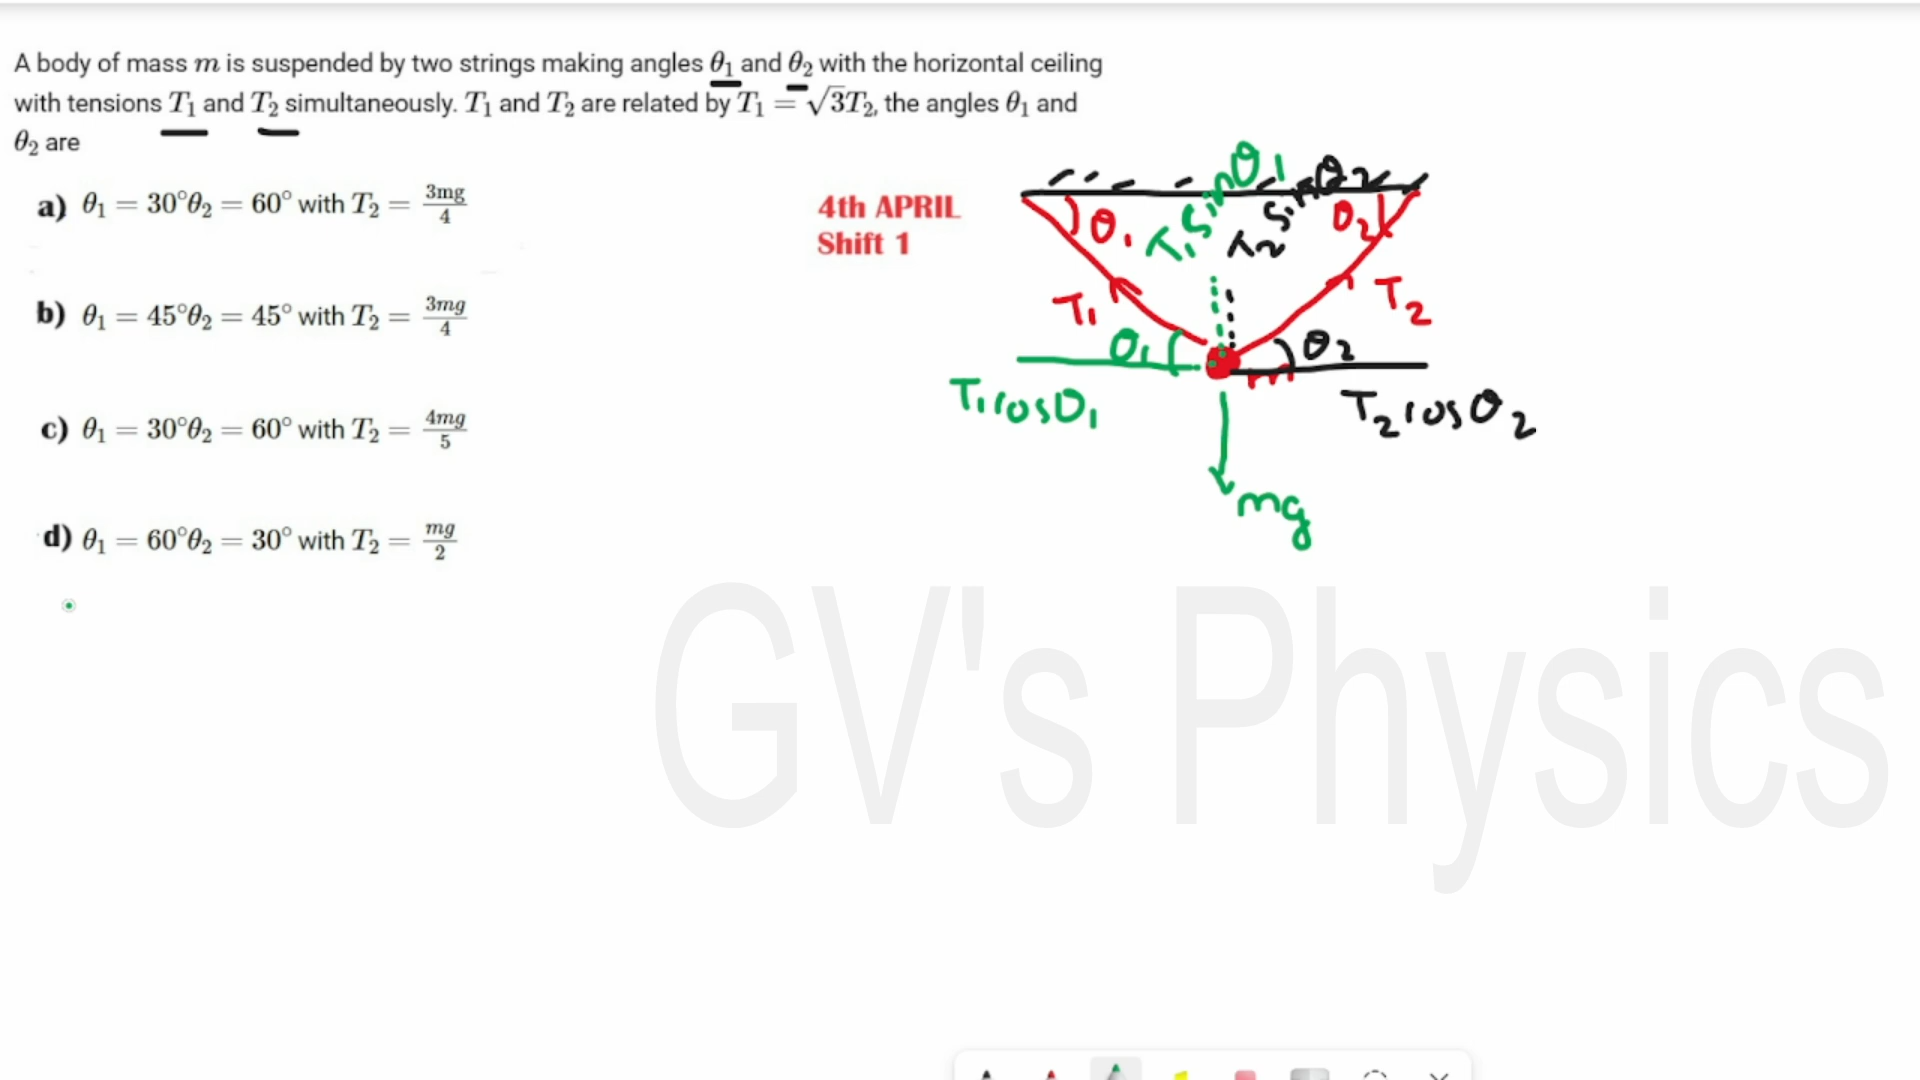 A body of mass m is suspended by two strings making angles θ₁ and θ₂ with the horizontal ceiling
with tensions T₁ and T₂ simultaneously. T₁ and T₂ are related by T₁ = √3T₂, the angles θ₁ and
θ₂ are
a) θ₁ = 30°θ₂ = 60° with T₂ = 3mg/4
b) θ₁ = 45°θ₂ = 45° with T₂ = 3mg/4
c) θ₁ = 30°θ₂ = 60° with T₂ = 4mg/5
d) θ₁ = 60°θ₂ = 30° with T₂ = mg/2
4th APRIL
Shift 1
T₁sinθ₁
T₂ sinθ₂
θ₁
θ₂
T₁
T₂
θ₁
θ₂
m
T₁cosθ₁
T₂cosθ₂
mg
GV's Physics